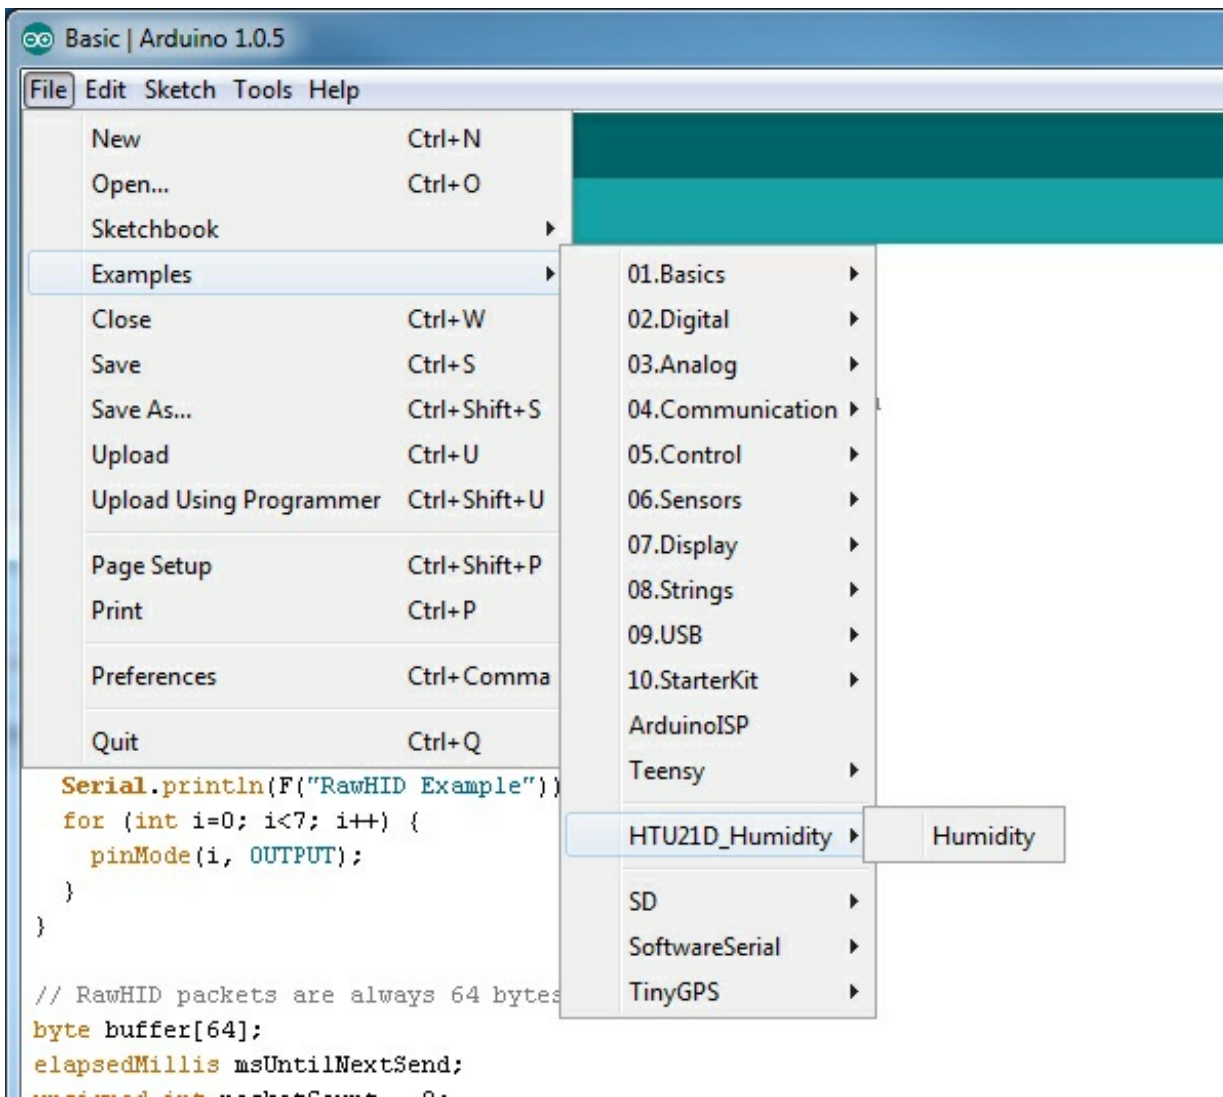 Basic | Arduino 1.0.5
File Edit Sketch Tools Help
New Ctrl+N
Open... Ctrl+O
Sketchbook
Examples
Close Ctrl+W
Save Ctrl+S
Save As... Ctrl+Shift+S
Upload Ctrl+U
Upload Using Programmer Ctrl+Shift+U
Page Setup Ctrl+Shift+P
Print Ctrl+P
Preferences Ctrl+Comma
Quit Ctrl+Q
01.Basics
02.Digital
03.Analog
04.Communication
05.Control
06.Sensors
07.Display
08.Strings
09.USB
10.StarterKit
ArduinoISP
Teensy
HTU21D_Humidity
SD
SoftwareSerial
TinyGPS
Humidity
Serial.println(F("RawHID Example"))
for (int i=0; i<7; i++) {
pinMode(i, OUTPUT);
}
}
// RawHID packets are always 64 bytes
byte buffer[64];
elapsedMillis msUntilNextSend;